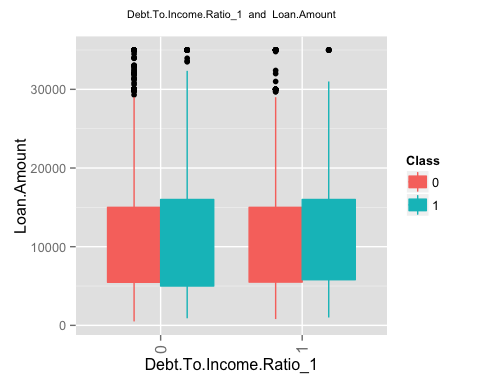 Debt.To.Income.Ratio_1 and Loan.Amount
Loan.Amount
30000
20000
10000
0
0
1
Debt.To.Income.Ratio_1
Class
0
1